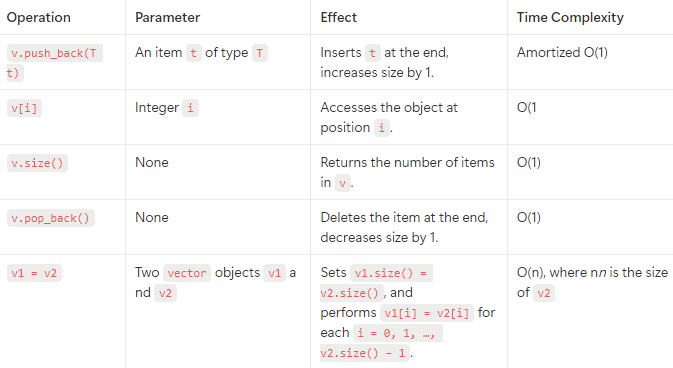 Operation Parameter Effect Time Complexity
v.push_back(T An item t of type T Inserts t at the end, Amortized O(1)
t) increases size by 1.
v[i] Integer i Accesses the object at O(1
position i.
v.size() None Returns the number of items O(1)
in v.
v.pop_back() None Deletes the item at the end, O(1)
decreases size by 1.
v1 = v2 Two vector objects v1 a Sets v1.size() = O(n), where nn is the size
nd v2 v2.size(), and of v2
performs v1[i] = v2[i] for
each i = 0, 1, …,
v2.size() - 1.